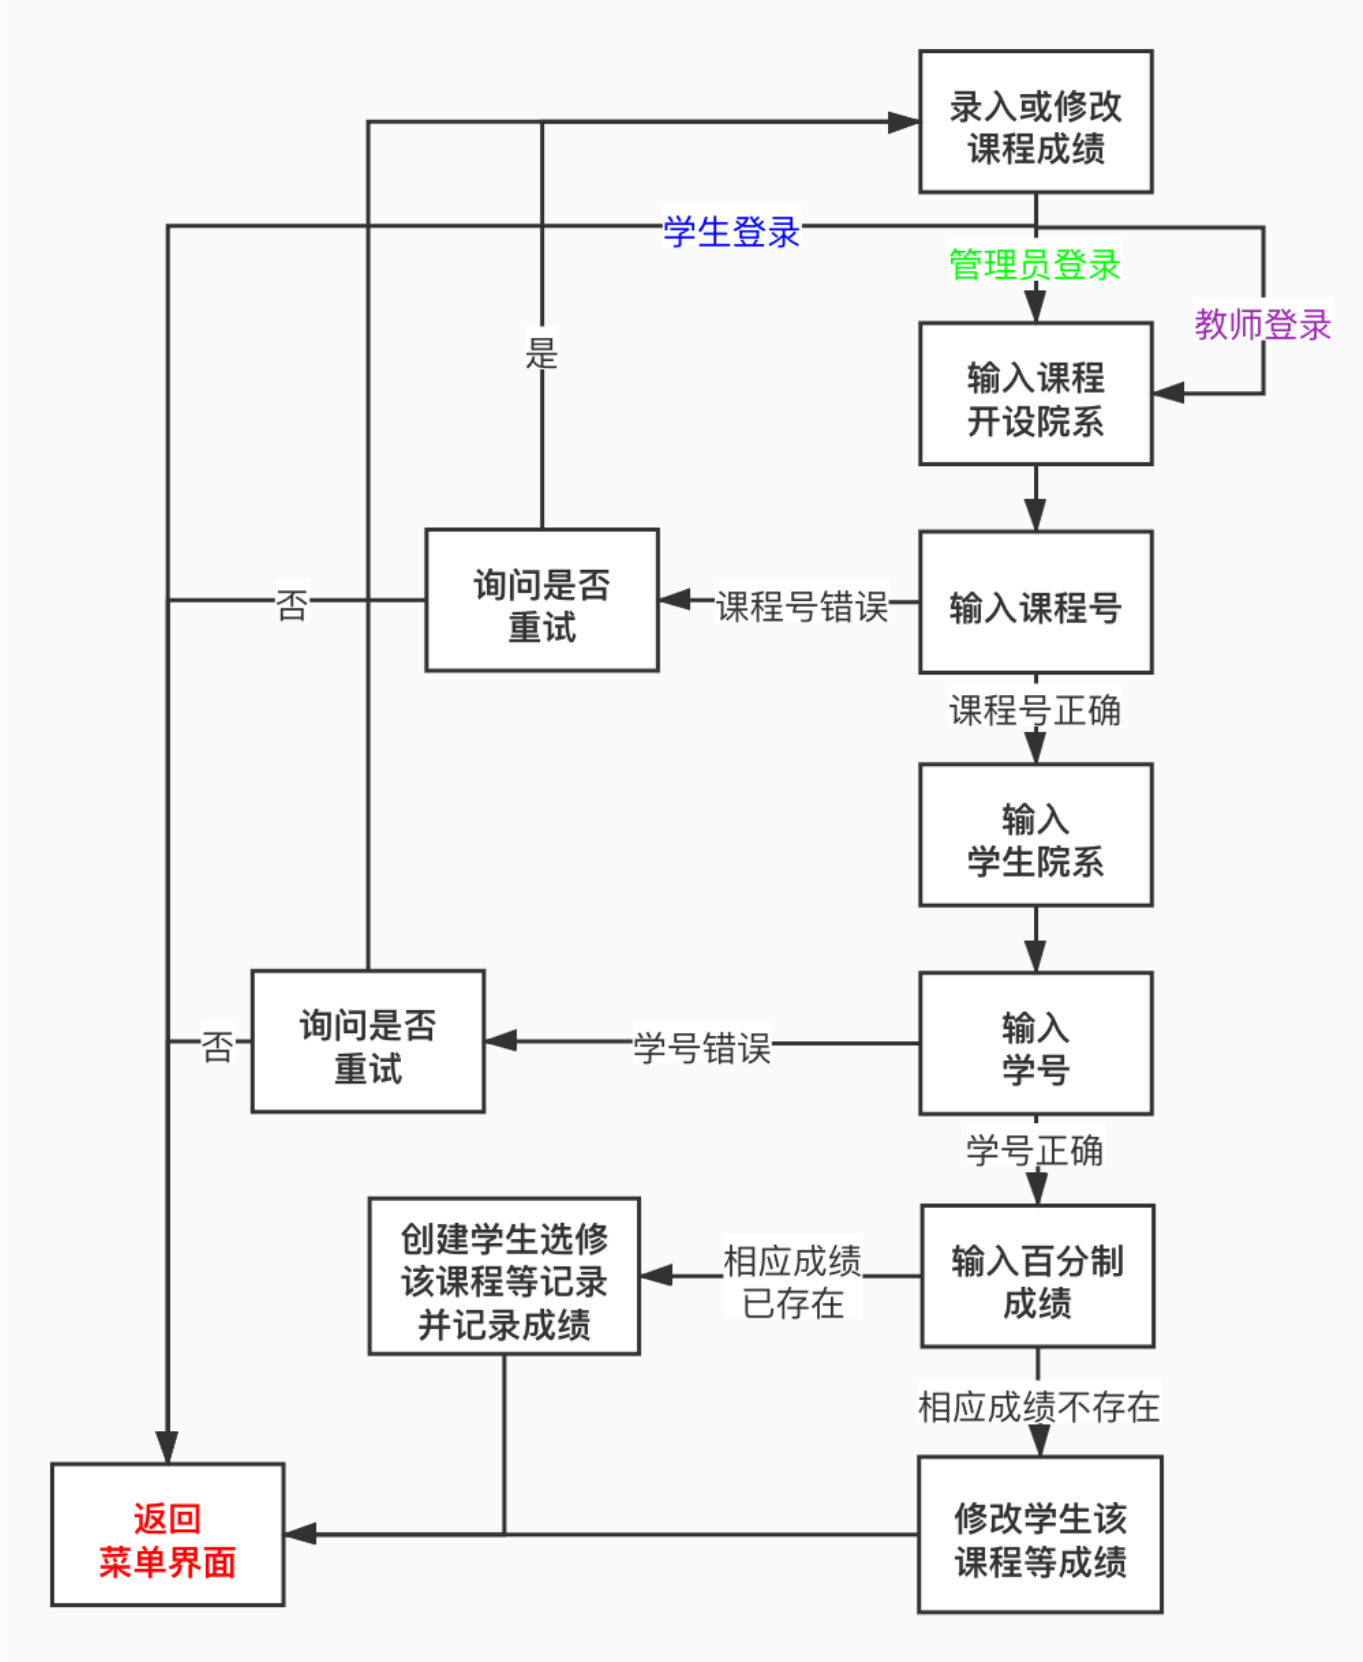 录入或修改
课程成绩
学生登录
管理员登录
教师登录
是
输入课程
开设院系
询问是否
重试
否
课程号错误
输入课程号
课程号正确
输入
学生院系
询问是否
重试
否
学号错误
输入
学号
学号正确
创建学生选修
该课程等记录
并记录成绩
相应成绩
已存在
输入百分制
成绩
相应成绩不存在
返回
菜单界面
修改学生该
课程等成绩